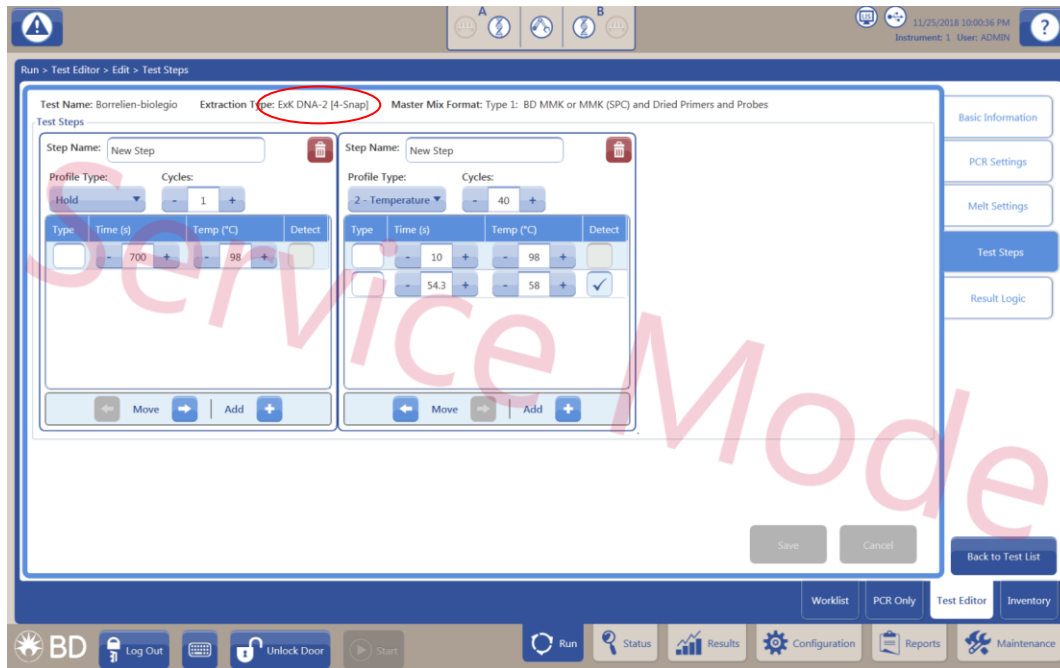 A B
LIS
11/25/2018 10:00:36 PM
Instrument: 1 User: ADMIN
?
Run > Test Editor > Edit > Test Steps
Test Name: Borrelien-biolegio Extraction Type: ExK DNA-2 [4-Snap] Master Mix Format: Type 1: BD MMK or MMK (SPC) and Dried Primers and Probes
Test Steps
Step Name: New Step
Profile Type: Cycles:
Hold - 1 +
Type Time (s) Temp (°C) Detect
- 700 + - 98 +
Move Add +
Step Name: New Step
Profile Type: Cycles:
2 - Temperature - 40 +
Type Time (s) Temp (°C) Detect
- 10 + - 98 +
- 54.3 + - 58 +
Move Add +
Basic Information
PCR Settings
Melt Settings
Test Steps
Result Logic
Service Mode
Save Cancel
Back to Test List
Worklist PCR Only Test Editor Inventory
BD Log Out Unlock Door Start Run Status Results Configuration Reports Maintenance